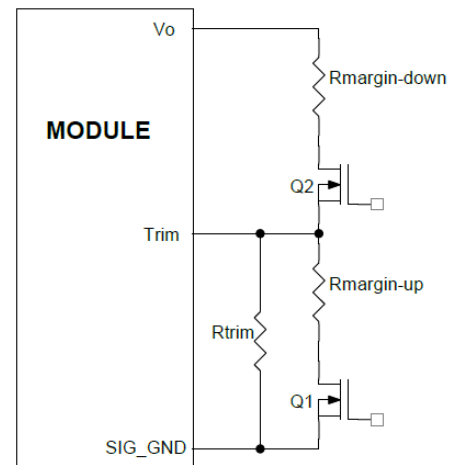 Vo
Rmargin-down
MODULE
Q2
Trim
Rmargin-up
Rtrim
Q1
SIG_GND